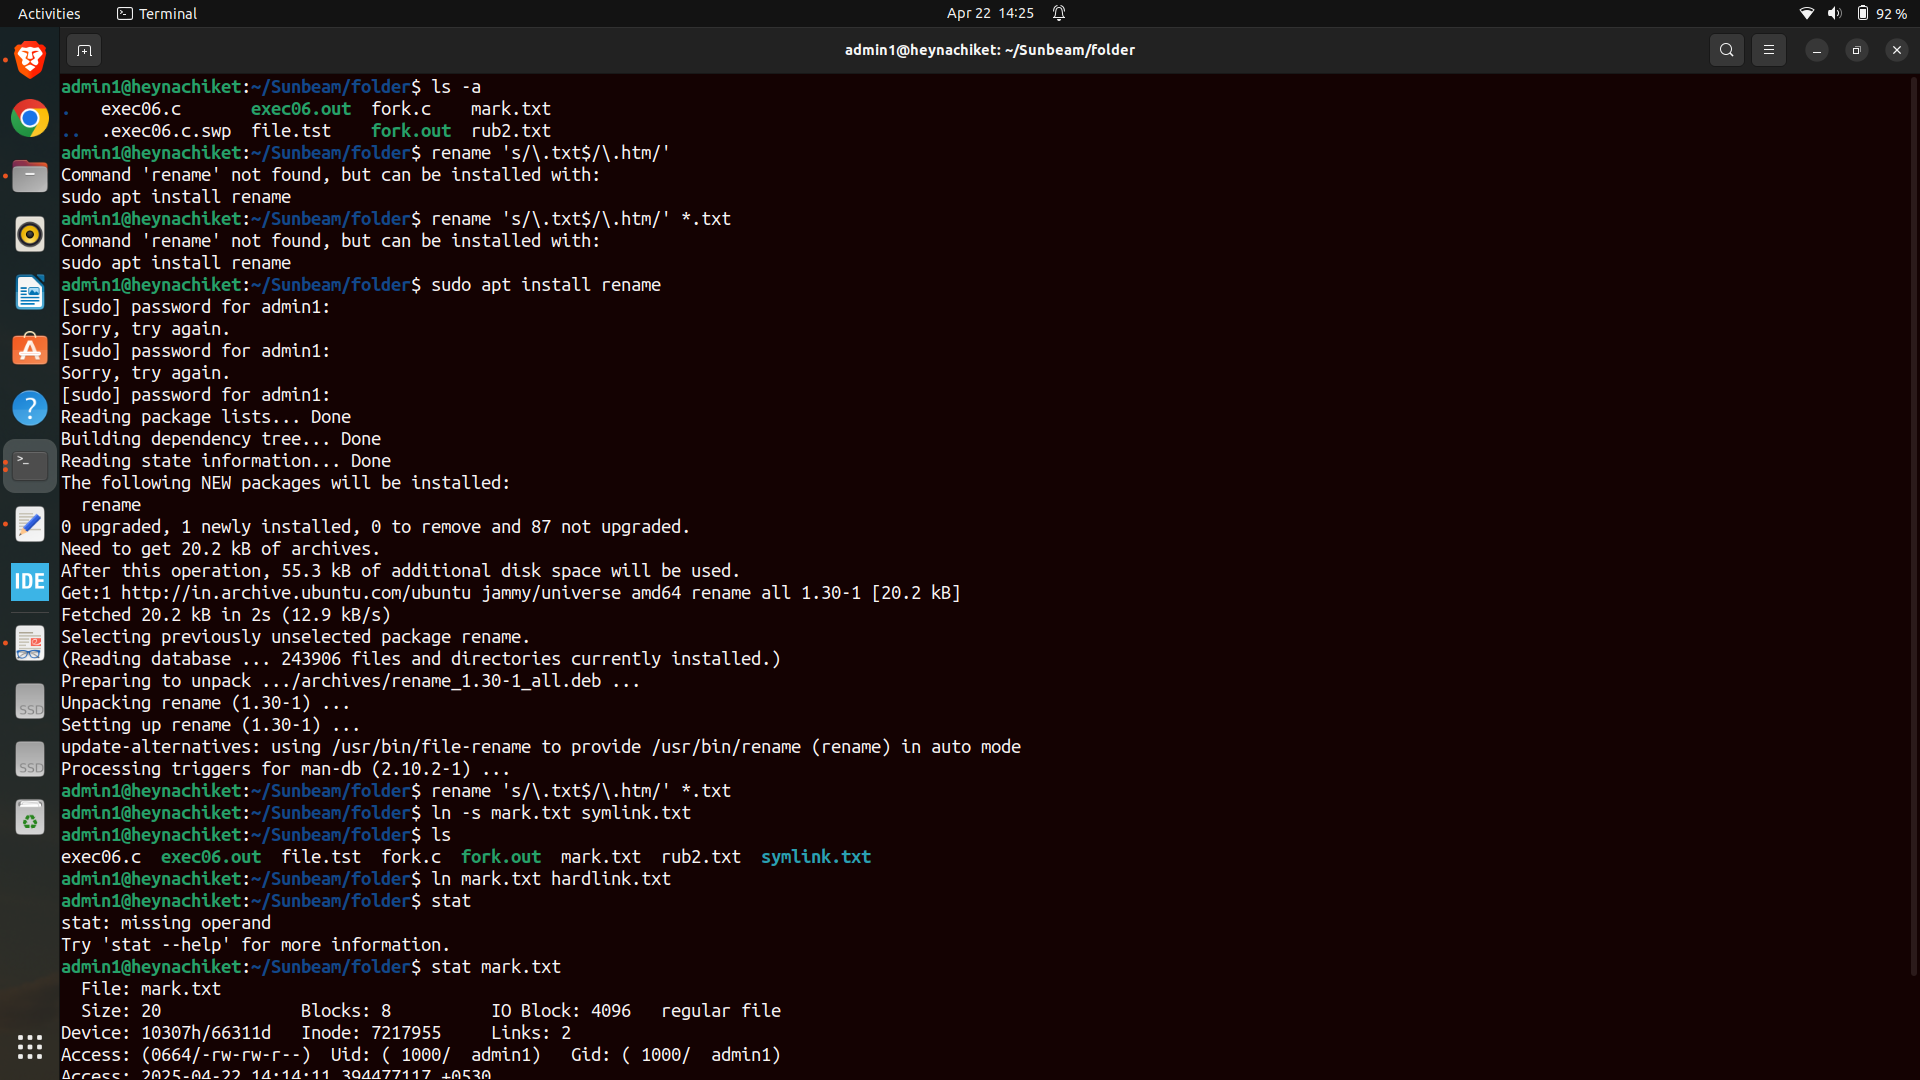 Activities Terminal Apr 22 14:25 92 %
admin1@heynachiket: ~/Sunbeam/folder
admin1@heynachiket:~/Sunbeam/folder$ ls -a
. exec06.c exec06.out fork.c mark.txt
.. .exec06.c.swp file.tst fork.out rub2.txt
admin1@heynachiket:~/Sunbeam/folder$ rename 's/\.txt$/\.htm/'
Command 'rename' not found, but can be installed with:
sudo apt install rename
admin1@heynachiket:~/Sunbeam/folder$ rename 's/\.txt$/\.htm/' *.txt
Command 'rename' not found, but can be installed with:
sudo apt install rename
admin1@heynachiket:~/Sunbeam/folder$ sudo apt install rename
[sudo] password for admin1:
Sorry, try again.
[sudo] password for admin1:
Sorry, try again.
[sudo] password for admin1:
Reading package lists... Done
Building dependency tree... Done
Reading state information... Done
The following NEW packages will be installed:
rename
0 upgraded, 1 newly installed, 0 to remove and 87 not upgraded.
Need to get 20.2 kB of archives.
After this operation, 55.3 kB of additional disk space will be used.
Get:1 http://in.archive.ubuntu.com/ubuntu jammy/universe amd64 rename all 1.30-1 [20.2 kB]
Fetched 20.2 kB in 2s (12.9 kB/s)
Selecting previously unselected package rename.
(Reading database ... 243906 files and directories currently installed.)
Preparing to unpack .../archives/rename_1.30-1_all.deb ...
Unpacking rename (1.30-1) ...
Setting up rename (1.30-1) ...
update-alternatives: using /usr/bin/file-rename to provide /usr/bin/rename (rename) in auto mode
Processing triggers for man-db (2.10.2-1) ...
admin1@heynachiket:~/Sunbeam/folder$ rename 's/\.txt$/\.htm/' *.txt
admin1@heynachiket:~/Sunbeam/folder$ ln -s mark.txt symlink.txt
admin1@heynachiket:~/Sunbeam/folder$ ls
exec06.c exec06.out file.tst fork.c fork.out mark.txt rub2.txt symlink.txt
admin1@heynachiket:~/Sunbeam/folder$ ln mark.txt hardlink.txt
admin1@heynachiket:~/Sunbeam/folder$ stat
stat: missing operand
Try 'stat --help' for more information.
admin1@heynachiket:~/Sunbeam/folder$ stat mark.txt
File: mark.txt
Size: 20 Blocks: 8 IO Block: 4096 regular file
Device: 10307h/66311d Inode: 7217955 Links: 2
Access: (0664/-rw-rw-r--) Uid: ( 1000/ admin1) Gid: ( 1000/ admin1)
Access: 2025-04-22 14:14:11.394477117 +0530
IDE
SSD
SSD